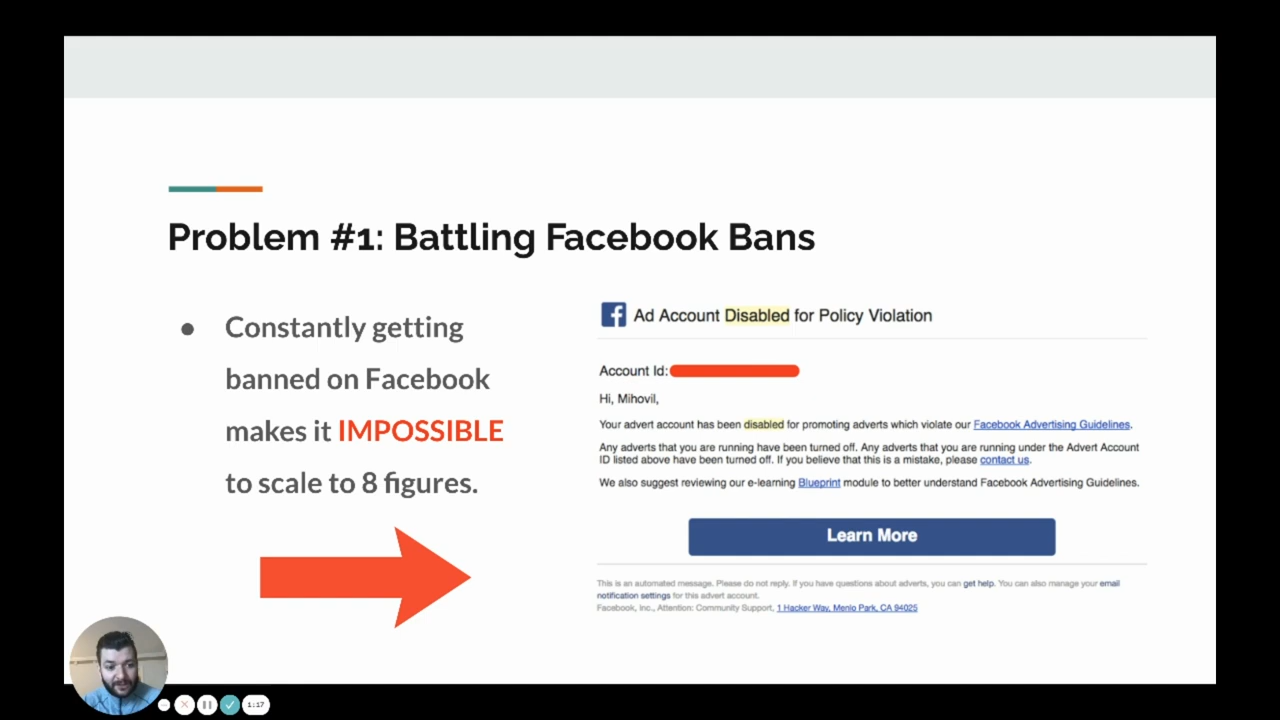 Problem #1: Battling Facebook Bans
● Constantly getting
banned on Facebook
makes it IMPOSSIBLE
to scale to 8 figures.
f Ad Account Disabled for Policy Violation
Account Id:
Hi, Mihovil,
Your advert account has been disabled for promoting adverts which violate our Facebook Advertising Guidelines.
Any adverts that you are running have been turned off. Any adverts that you are running under the Advert Account
ID listed above have been turned off. If you believe that this is a mistake, please contact us.
We also suggest reviewing our e-learning Blueprint module to better understand Facebook Advertising Guidelines.
Learn More
This is an automated message. Please do not reply. If you have questions about adverts, you can get help. You can also manage your email
notification settings for this advert account.
Facebook, Inc., Attention: Community Support, 1 Hacker Way, Menlo Park, CA 94025
1:17